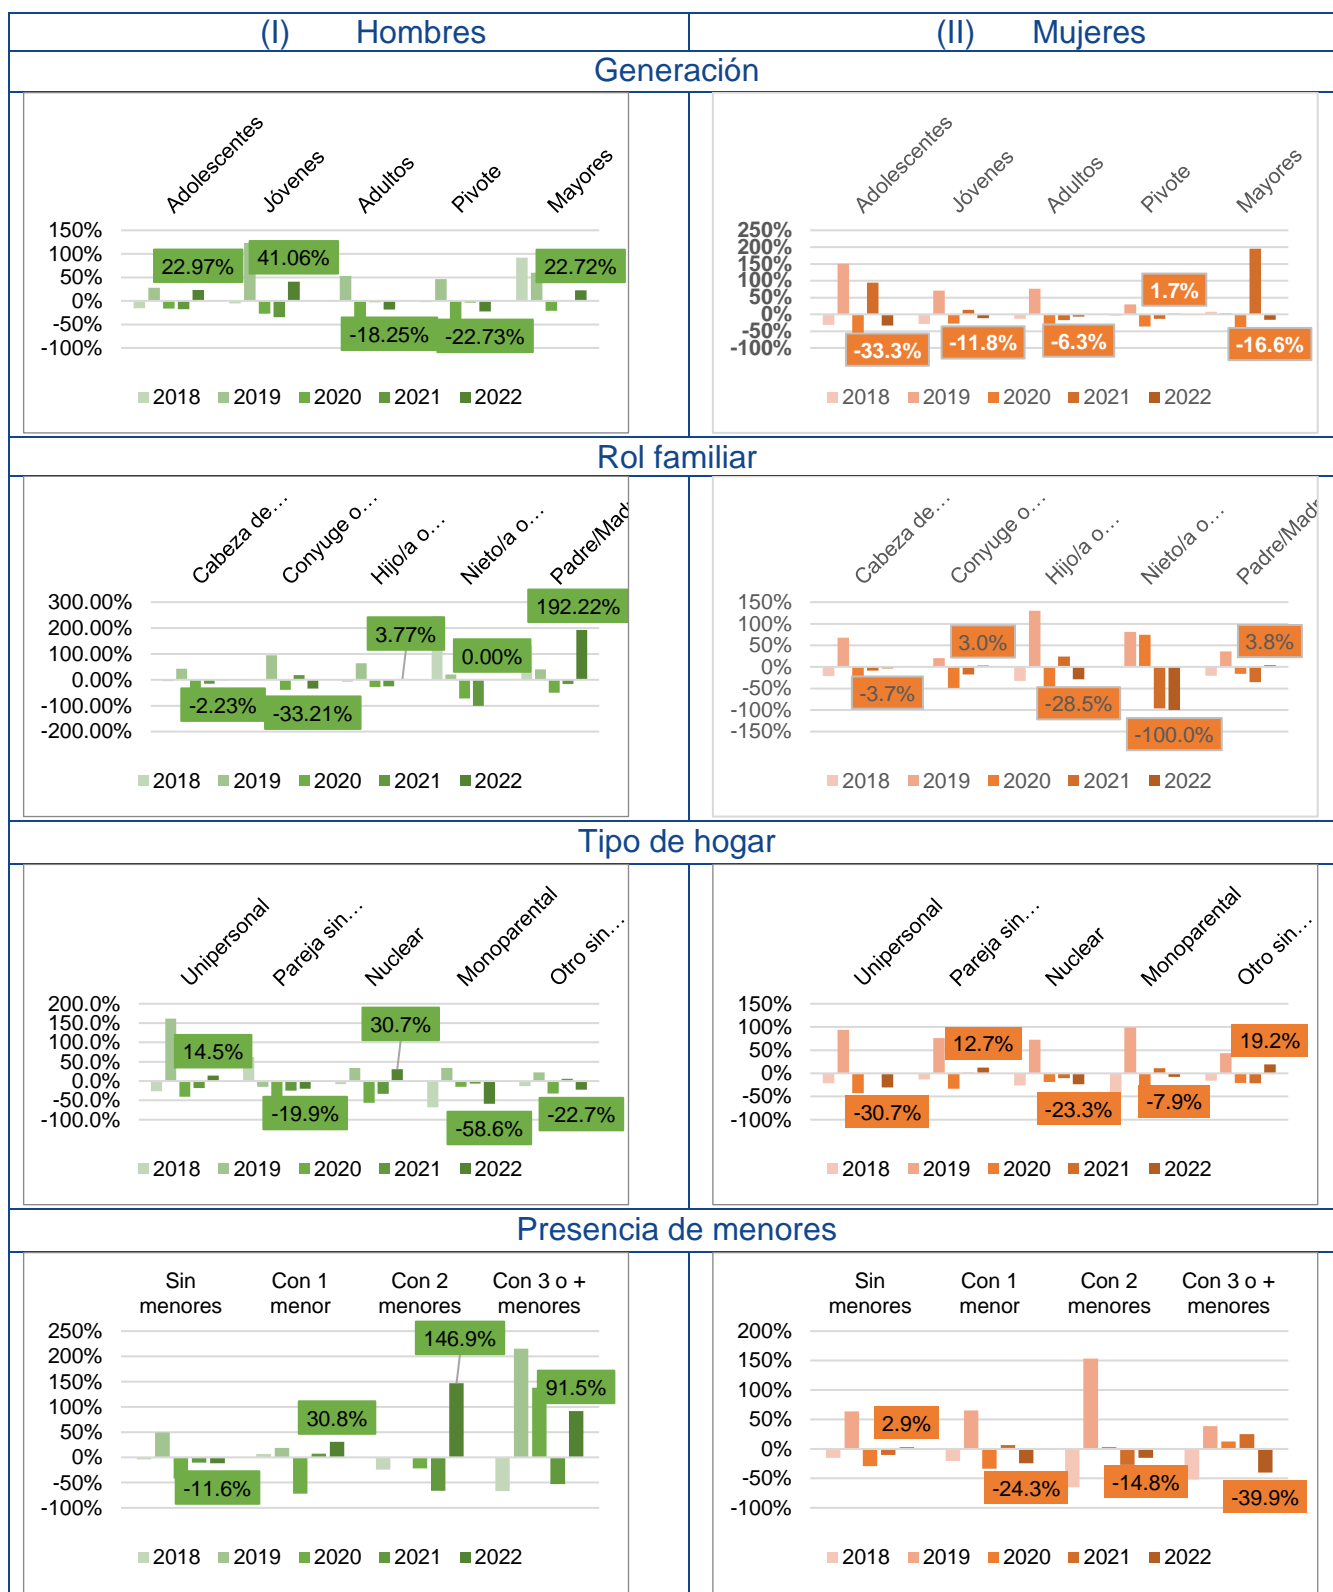 (I) Hombres
(II) Mujeres
Generación
Adolescentes
Jóvenes
Adultos
Pivote
Mayores
150%
100%
50%
0%
-50%
-100%
22.97%
41.06%
-18.25%
-22.73%
22.72%
2018 2019 2020 2021 2022
Adolescentes
Jóvenes
Adultos
Pivote
Mayores
250%
200%
150%
100%
50%
0%
-50%
-100%
-33.3%
-11.8%
-6.3%
1.7%
-16.6%
2018 2019 2020 2021 2022
Rol familiar
Cabeza de…
Conyuge o…
Hijo/a o…
Nieto/a o…
Padre/Madr
300.00%
200.00%
100.00%
0.00%
-100.00%
-200.00%
-2.23%
-33.21%
3.77%
0.00%
192.22%
2018 2019 2020 2021 2022
Cabeza de…
Conyuge o…
Hijo/a o…
Nieto/a o…
Padre/Madr
150%
100%
50%
0%
-50%
-100%
-150%
-3.7%
3.0%
-28.5%
-100.0%
3.8%
2018 2019 2020 2021 2022
Tipo de hogar
Unipersonal
Pareja sin…
Nuclear
Monoparental
Otro sin…
200.0%
150.0%
100.0%
50.0%
0.0%
-50.0%
-100.0%
14.5%
-19.9%
30.7%
-58.6%
-22.7%
2018 2019 2020 2021 2022
Unipersonal
Pareja sin…
Nuclear
Monoparental
Otro sin…
150%
100%
50%
0%
-50%
-100%
-30.7%
12.7%
-23.3%
-7.9%
19.2%
2018 2019 2020 2021 2022
Presencia de menores
Sin menores
Con 1 menor
Con 2 menores
Con 3 o + menores
250%
200%
150%
100%
50%
0%
-50%
-100%
-11.6%
30.8%
146.9%
91.5%
2018 2019 2020 2021 2022
Sin menores
Con 1 menor
Con 2 menores
Con 3 o + menores
200%
150%
100%
50%
0%
-50%
-100%
2.9%
-24.3%
-14.8%
-39.9%
2018 2019 2020 2021 2022